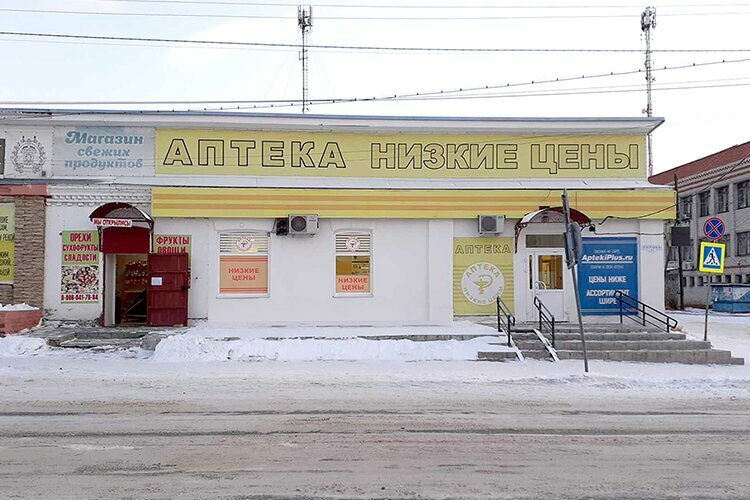 Магазин
свежих
продуктов
АПТЕКА НИЗКИЕ ЦЕНЫ
МЫ ОТКРЫЛИСЬ!
ОРЕХИ
СУХОФРУКТЫ
СЛАДОСТИ
ФРУКТЫ
ОВОЩИ
НИЗКИЕ
ЦЕНЫ
НИЗКИЕ
ЦЕНЫ
АПТЕКА
АПТЕКА
НИЗКИЕ ЦЕНЫ
AptekiPlus.ru
ЦЕНЫ НИЖЕ
АССОРТИМЕНТ
ШИРЕ